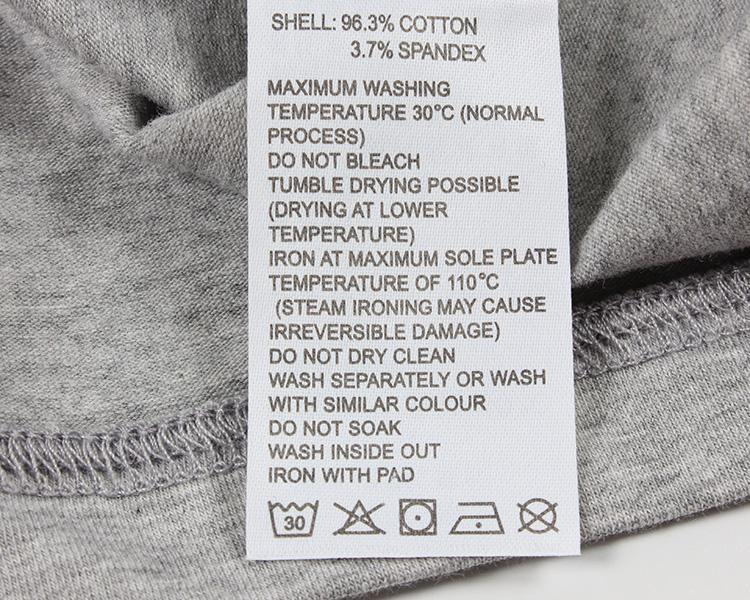 SHELL: 96.3% COTTON
3.7% SPANDEX
MAXIMUM WASHING
TEMPERATURE 30°C (NORMAL
PROCESS)
DO NOT BLEACH
TUMBLE DRYING POSSIBLE
(DRYING AT LOWER
TEMPERATURE)
IRON AT MAXIMUM SOLE PLATE
TEMPERATURE OF 110°C
(STEAM IRONING MAY CAUSE
IRREVERSIBLE DAMAGE)
DO NOT DRY CLEAN
WASH SEPARATELY OR WASH
WITH SIMILAR COLOUR
DO NOT SOAK
WASH INSIDE OUT
IRON WITH PAD
30